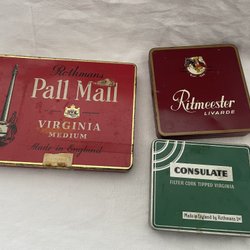 Rothmans
Pall Mall
VIRGINIA
MEDIUM
Made in England
Ritmeester
LIVARDE
CONSULATE
FILTER CORK TIPPED VIRGINIA
Made in England by Rothmans Ltd